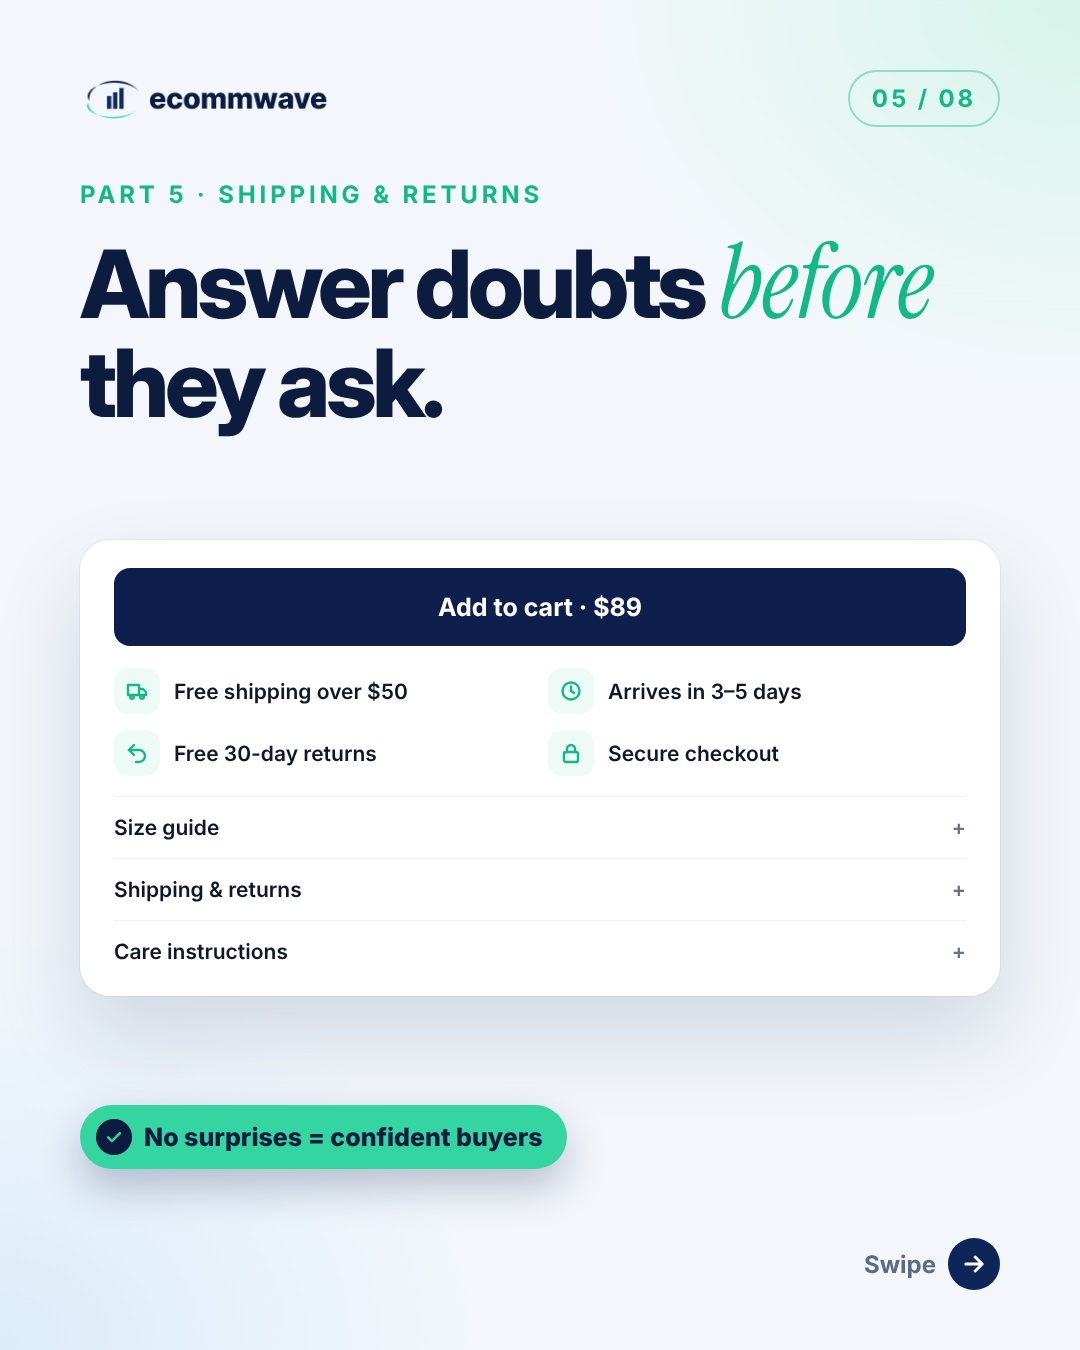 ecommwave
05 / 08
PART 5 · SHIPPING & RETURNS
Answer doubts before
they ask.
Add to cart · $89
Free shipping over $50
Arrives in 3–5 days
Free 30-day returns
Secure checkout
Size guide +
Shipping & returns +
Care instructions +
No surprises = confident buyers
Swipe